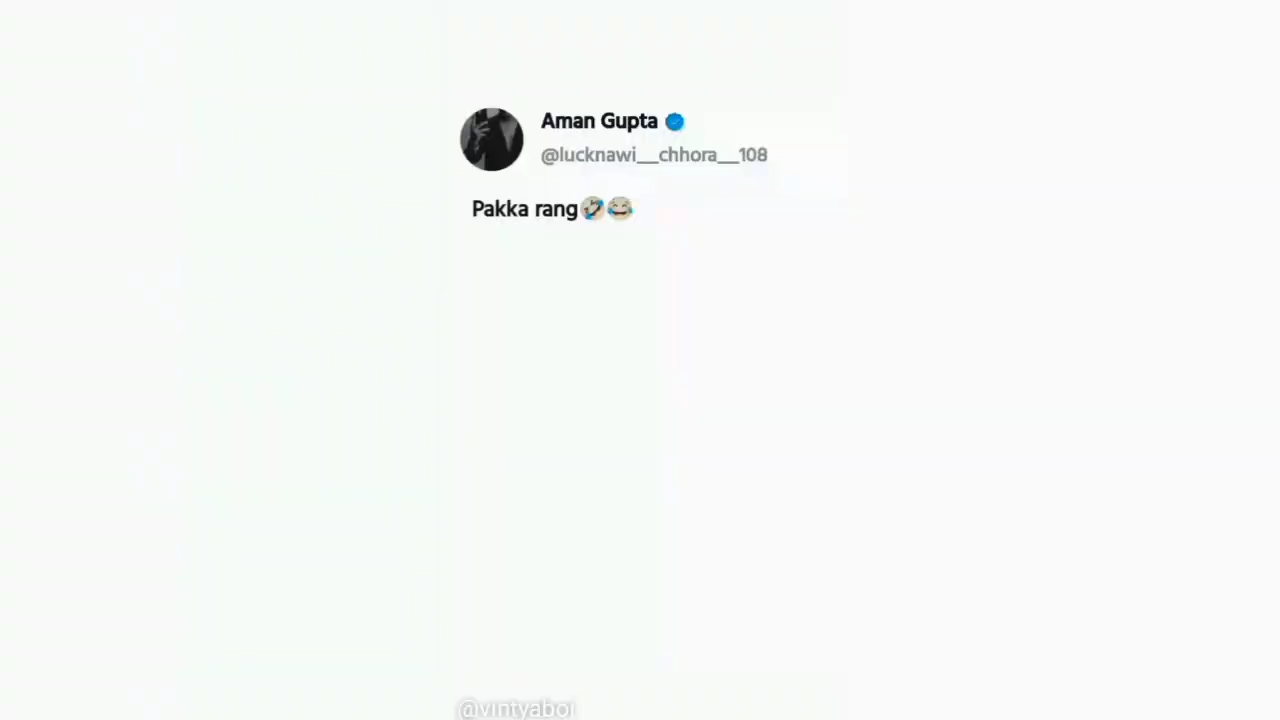 Aman Gupta
@lucknawi__chhora__108
Pakka rang🤣😂
@vintyaboi